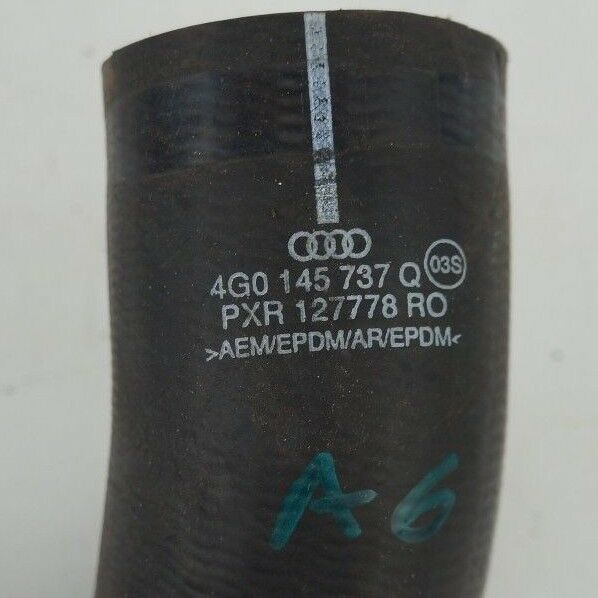 4G0 145 737 Q 03S
PXR 127778 RO
>AEM/EPDM/AR/EPDM<
A6